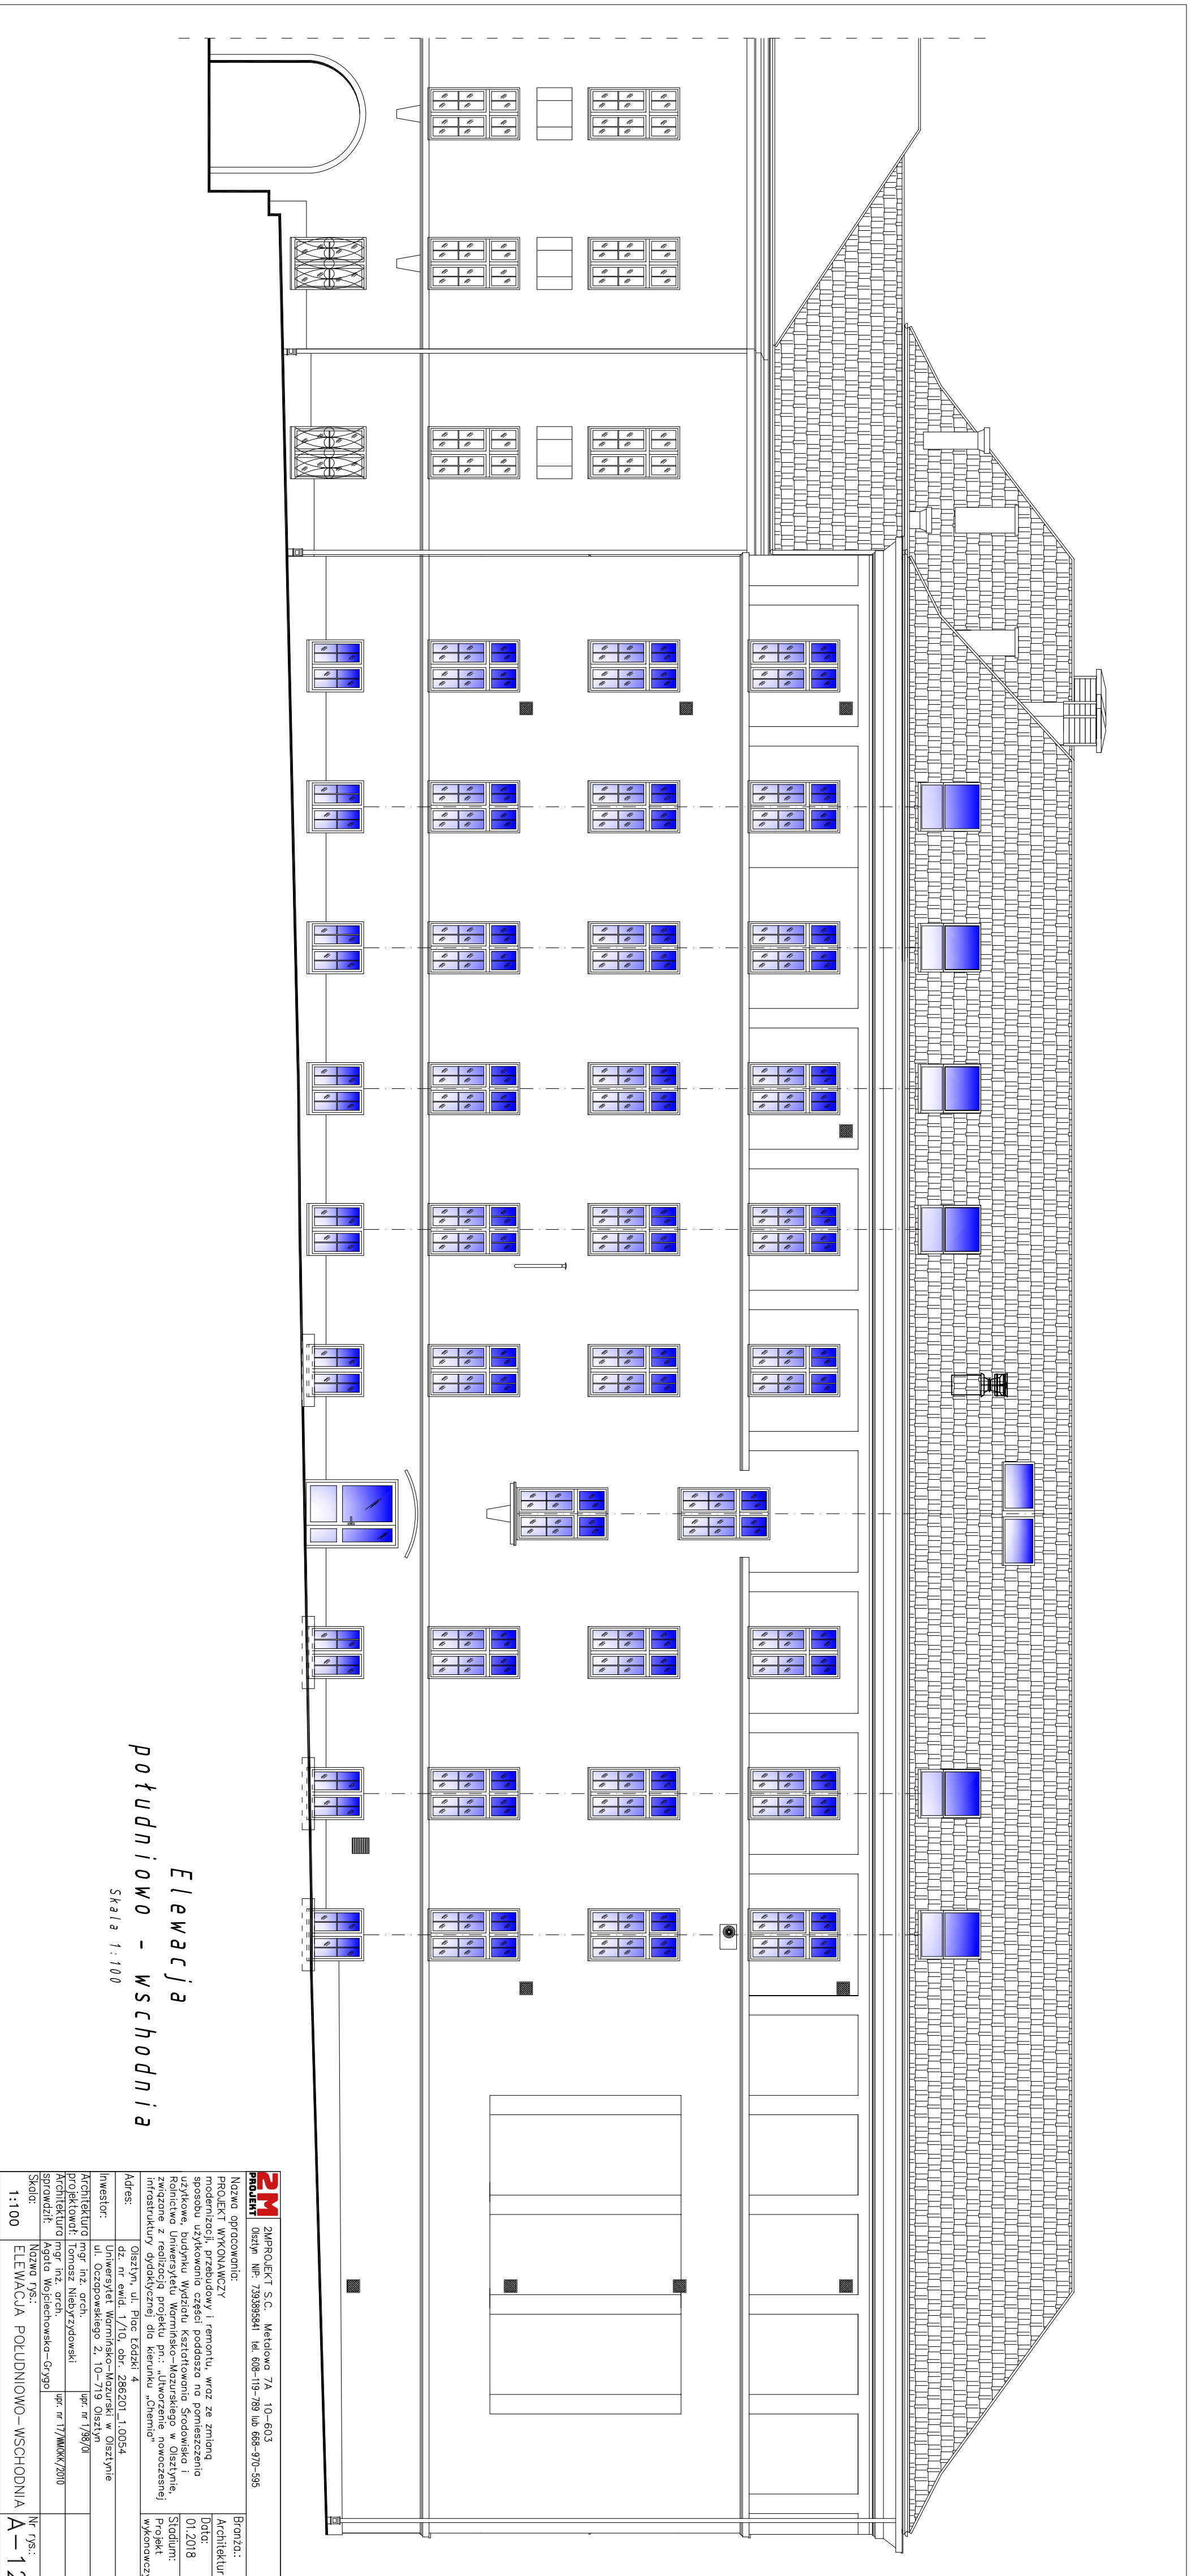 Elewacja
południowo - wschodnia
Skala 1:100
2M
PROJEKT
2MPROJEKT S.C. Metalowa 7A 10-603
Olsztyn NIP: 7393895841 tel. 608-119-789 lub 668-970-595
Nazwa opracowania:
PROJEKT WYKONAWCZY
modernizacji, przebudowy i remontu, wraz ze zmianą
sposobu użytkowania części poddasza na pomieszczenia
użytkowe, budynku Wydziału Kształtowania Środowiska i
Rolnictwa Uniwersytetu Warmińsko-Mazurskiego w Olsztynie,
związane z realizacją projektu pn.: „Utworzenie nowoczesnej
infrastruktury dydaktycznej dla kierunku „Chemia"
Branża.:
Architektur
Data:
01.2018
Stadium:
Projekt
wykonawczy
Adres:
Olsztyn, ul. Plac Łódzki 4
dz. nr ewid. 1/10, obr. 286201_1.0054
Inwestor:
Uniwersytet Warmińsko-Mazurski w Olsztynie
ul. Oczapowskiego 2, 10-719 Olsztyn
Architektura
projektował:
mgr inż. arch.
Tomasz Niebyrzydowski
upr. nr 1/98/Ol
Architektura
sprawdził:
mgr inż. arch.
Agata Wojciechowska-Grygo
upr. nr 17/WMOKK/2010
Skala:
1:100
Nazwa rys.:
ELEWACJA POŁUDNIOWO-WSCHODNIA
Nr rys.:
A-12